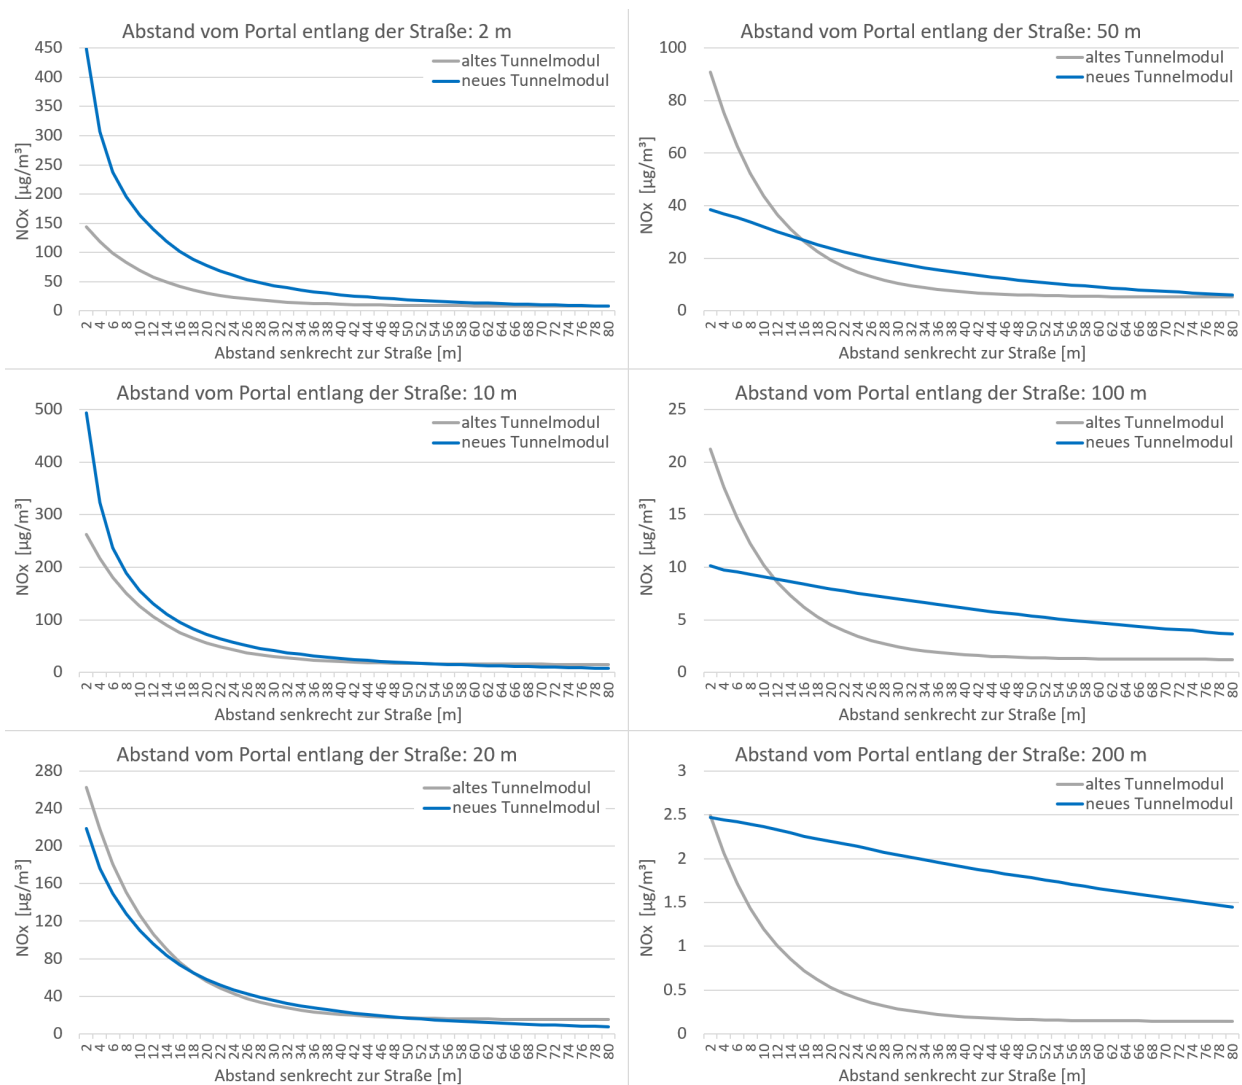 Abstand vom Portal entlang der Straße: 2 m
altes Tunnelmodul
neues Tunnelmodul
NOx [µg/m³]
450
400
350
300
250
200
150
100
50
0
2 4 6 8 10 12 14 16 18 20 22 24 26 28 30 32 34 36 38 40 42 44 46 48 50 52 54 56 58 60 62 64 66 68 70 72 74 76 78 80
Abstand senkrecht zur Straße [m]
Abstand vom Portal entlang der Straße: 50 m
altes Tunnelmodul
neues Tunnelmodul
NOx [µg/m³]
100
80
60
40
20
0
2 4 6 8 10 12 14 16 18 20 22 24 26 28 30 32 34 36 38 40 42 44 46 48 50 52 54 56 58 60 62 64 66 68 70 72 74 76 78 80
Abstand senkrecht zur Straße [m]
Abstand vom Portal entlang der Straße: 10 m
altes Tunnelmodul
neues Tunnelmodul
NOx [µg/m³]
500
400
300
200
100
0
2 4 6 8 10 12 14 16 18 20 22 24 26 28 30 32 34 36 38 40 42 44 46 48 50 52 54 56 58 60 62 64 66 68 70 72 74 76 78 80
Abstand senkrecht zur Straße [m]
Abstand vom Portal entlang der Straße: 100 m
altes Tunnelmodul
neues Tunnelmodul
NOx [µg/m³]
25
20
15
10
5
0
2 4 6 8 10 12 14 16 18 20 22 24 26 28 30 32 34 36 38 40 42 44 46 48 50 52 54 56 58 60 62 64 66 68 70 72 74 76 78 80
Abstand senkrecht zur Straße [m]
Abstand vom Portal entlang der Straße: 20 m
altes Tunnelmodul
neues Tunnelmodul
NOx [µg/m³]
280
240
200
160
120
80
40
0
2 4 6 8 10 12 14 16 18 20 22 24 26 28 30 32 34 36 38 40 42 44 46 48 50 52 54 56 58 60 62 64 66 68 70 72 74 76 78 80
Abstand senkrecht zur Straße [m]
Abstand vom Portal entlang der Straße: 200 m
altes Tunnelmodul
neues Tunnelmodul
NOx [µg/m³]
3
2.5
2
1.5
1
0.5
0
2 4 6 8 10 12 14 16 18 20 22 24 26 28 30 32 34 36 38 40 42 44 46 48 50 52 54 56 58 60 62 64 66 68 70 72 74 76 78 80
Abstand senkrecht zur Straße [m]